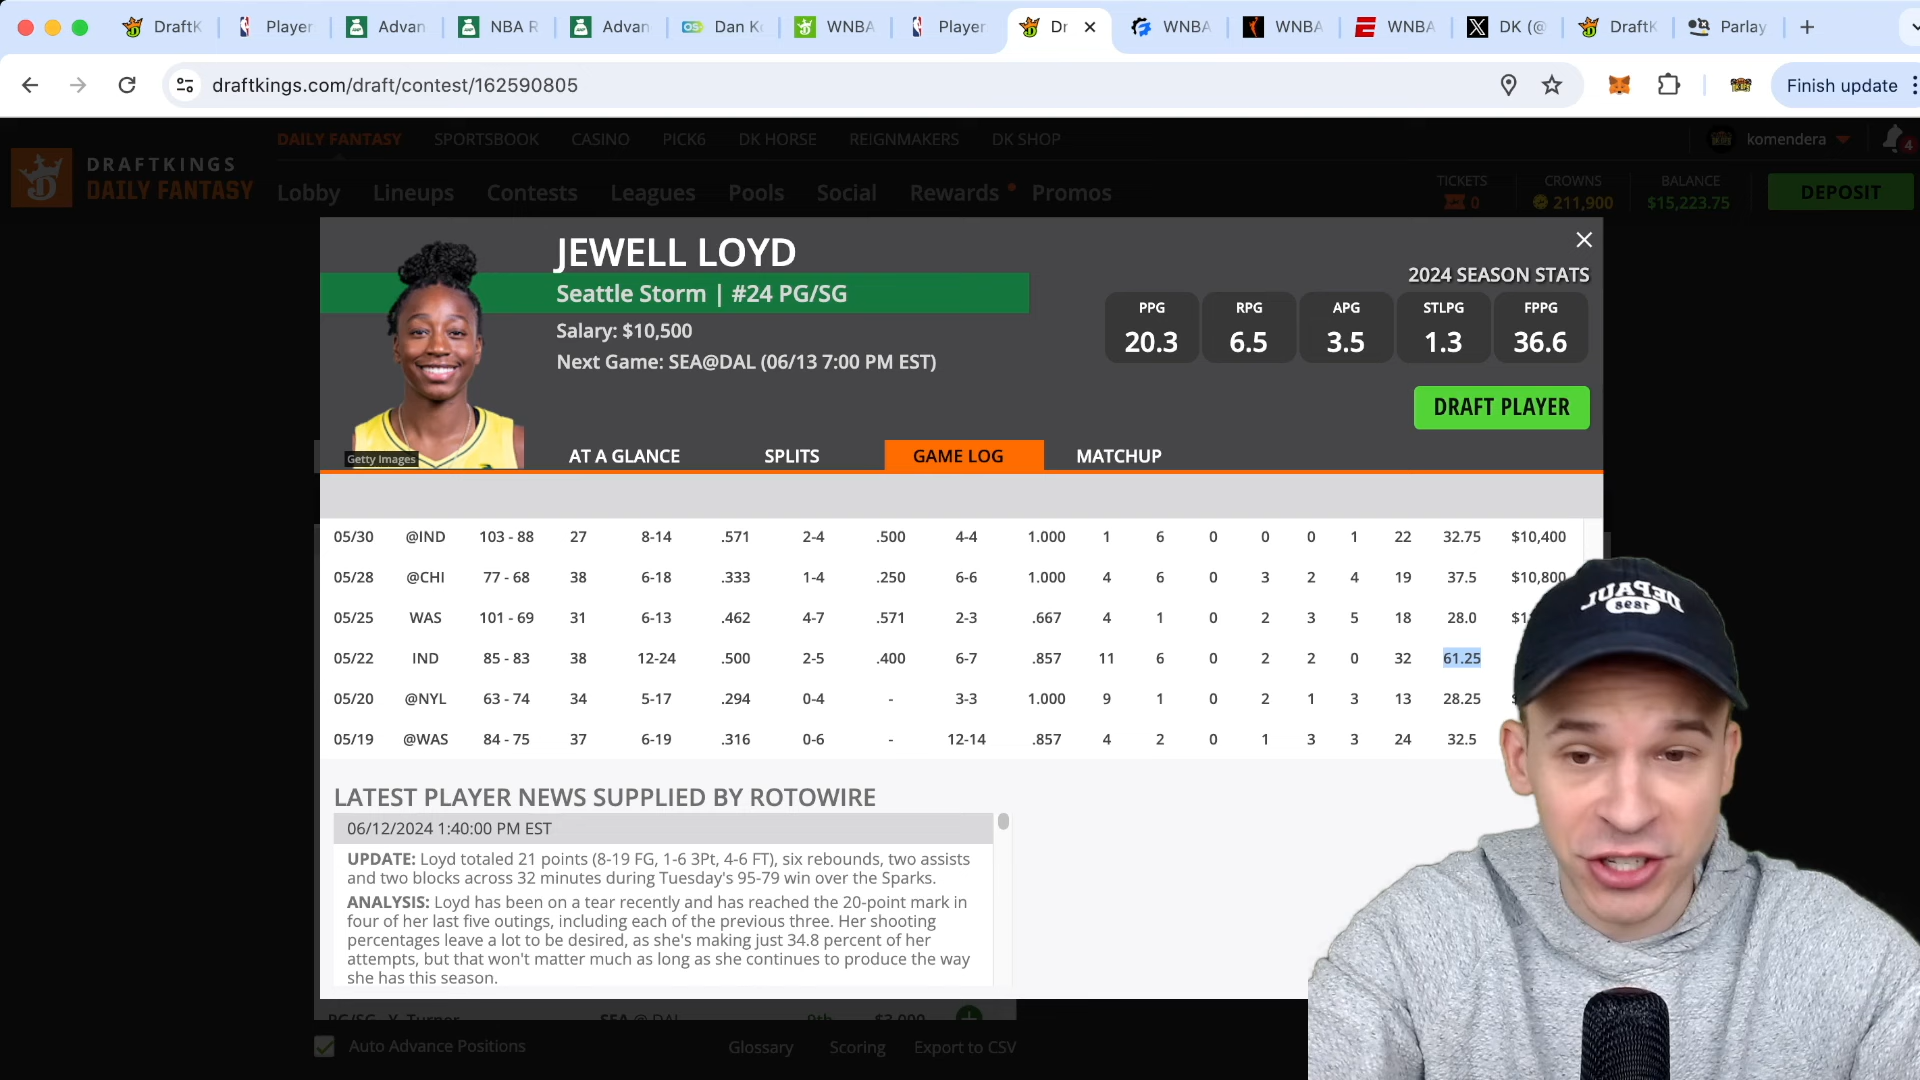 DraftK
Player
Advan
NBA R
Advan
Dan Ko
WNBA
Player
Dr
WNBA
WNBA
WNBA
DK (@
DraftK
Parlay
draftkings.com/draft/contest/162590805
Finish update
DAILY FANTASY SPORTSBOOK CASINO PICK6 DK HORSE REIGNMAKERS DK SHOP
komendera
4
DRAFTKINGS
DAILY FANTASY
Lobby Lineups Contests Leagues Pools Social Rewards Promos
TICKETS CROWNS BALANCE
0 211,900 $15,223.75
DEPOSIT
JEWELL LOYD
Seattle Storm | #24 PG/SG
Salary: $10,500
Next Game: SEA@DAL (06/13 7:00 PM EST)
2024 SEASON STATS
PPG RPG APG STLPG FPPG
20.3 6.5 3.5 1.3 36.6
DRAFT PLAYER
Getty Images
AT A GLANCE SPLITS GAME LOG MATCHUP
05/30 @IND 103 - 88 27 8-14 .571 2-4 .500 4-4 1.000 1 6 0 0 0 1 22 32.75 $10,400
05/28 @CHI 77 - 68 38 6-18 .333 1-4 .250 6-6 1.000 4 6 0 3 2 4 19 37.5 $10,800
05/25 WAS 101 - 69 31 6-13 .462 4-7 .571 2-3 .667 4 1 0 2 3 5 18 28.0
05/22 IND 85 - 83 38 12-24 .500 2-5 .400 6-7 .857 11 6 0 2 2 0 32 61.25
05/20 @NYL 63 - 74 34 5-17 .294 0-4 - 3-3 1.000 9 1 0 2 1 3 13 28.25
05/19 @WAS 84 - 75 37 6-19 .316 0-6 - 12-14 .857 4 2 0 1 3 3 24 32.5
DEPAUL
1898
LATEST PLAYER NEWS SUPPLIED BY ROTOWIRE
06/12/2024 1:40:00 PM EST
UPDATE: Loyd totaled 21 points (8-19 FG, 1-6 3Pt, 4-6 FT), six rebounds, two assists
and two blocks across 32 minutes during Tuesday's 95-79 win over the Sparks.
ANALYSIS: Loyd has been on a tear recently and has reached the 20-point mark in
four of her last five outings, including each of the previous three. Her shooting
percentages leave a lot to be desired, as she's making just 34.8 percent of her
attempts, but that won't matter much as long as she continues to produce the way
she has this season.
PG/SG Y. Turner SEA @ DAL 9th $3,000
Auto Advance Positions
Glossary Scoring Export to CSV